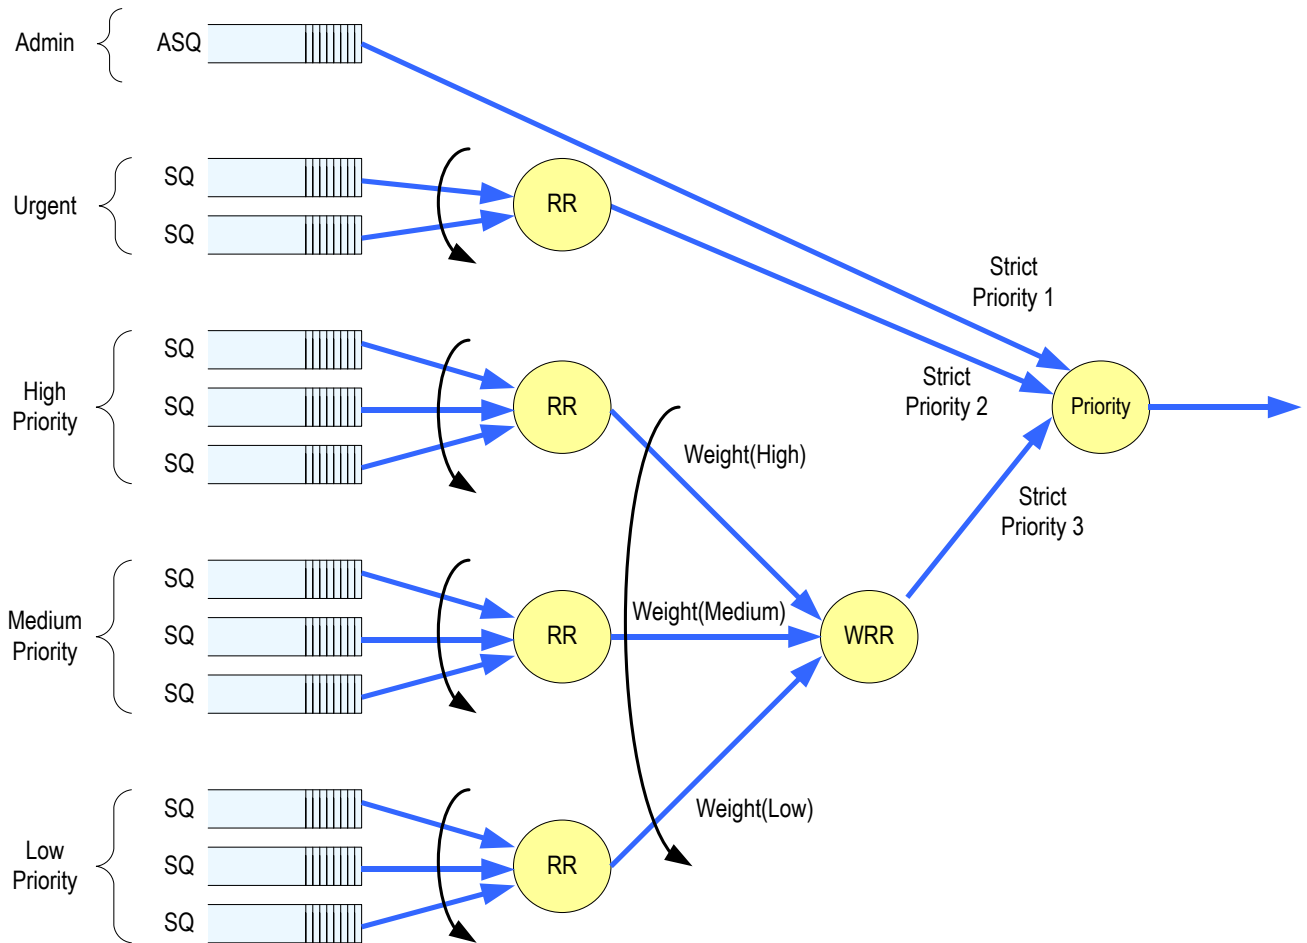 Admin
ASQ
Urgent
SQ
SQ
RR
Strict
Priority 1
Strict
Priority 2
Priority
High
Priority
SQ
SQ
SQ
RR
Weight(High)
Strict
Priority 3
Medium
Priority
SQ
SQ
SQ
RR
Weight(Medium)
WRR
Low
Priority
SQ
SQ
SQ
RR
Weight(Low)